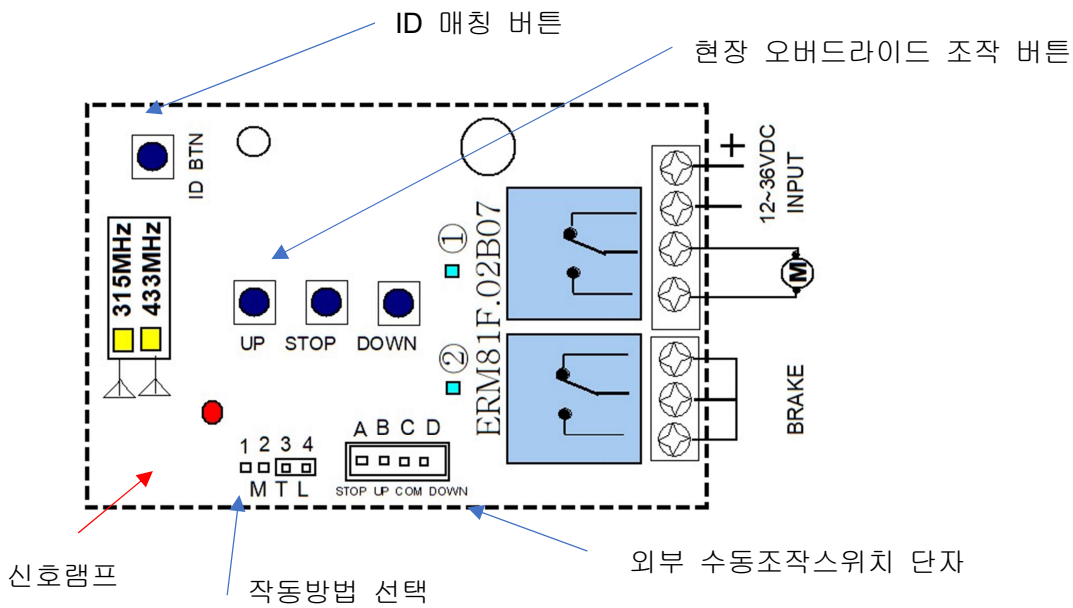 ID 매칭 버튼
현장 오버드라이드 조작 버튼
ID BTN
+
12~36VDC
INPUT
315MHz
433MHz
①
ERM81F.02B07
M
UP STOP DOWN
②
BRAKE
A B C D
1 2 3 4
M T L
STOP UP COM DOWN
외부 수동조작스위치 단자
신호램프
작동방법 선택